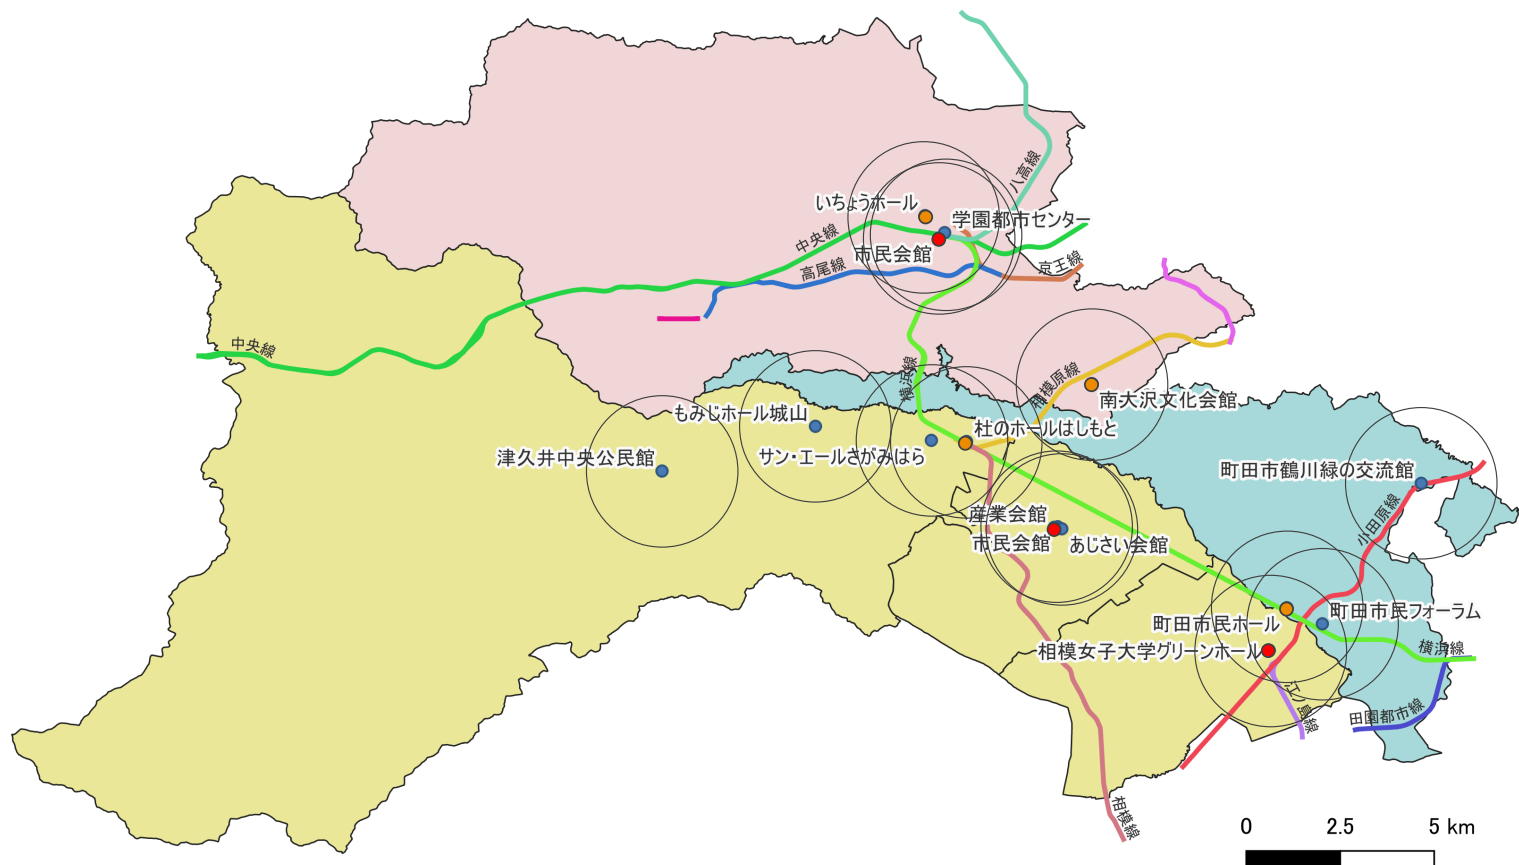 八高線
いちょうホール
学園都市センター
中央線
市民会館
高尾線
京王線
中央線
横浜線
相模原線
南大沢文化会館
もみじホール城山
杜のホールはしもと
津久井中央公民館
サン・エールさがみはら
町田市鶴川緑の交流館
小田原線
産業会館
市民会館
あじさい会館
町田市民フォーラム
町田市民ホール
相模女子大学グリーンホール
横浜線
江ノ島線
田園都市線
相模線
0 2.5 5 km